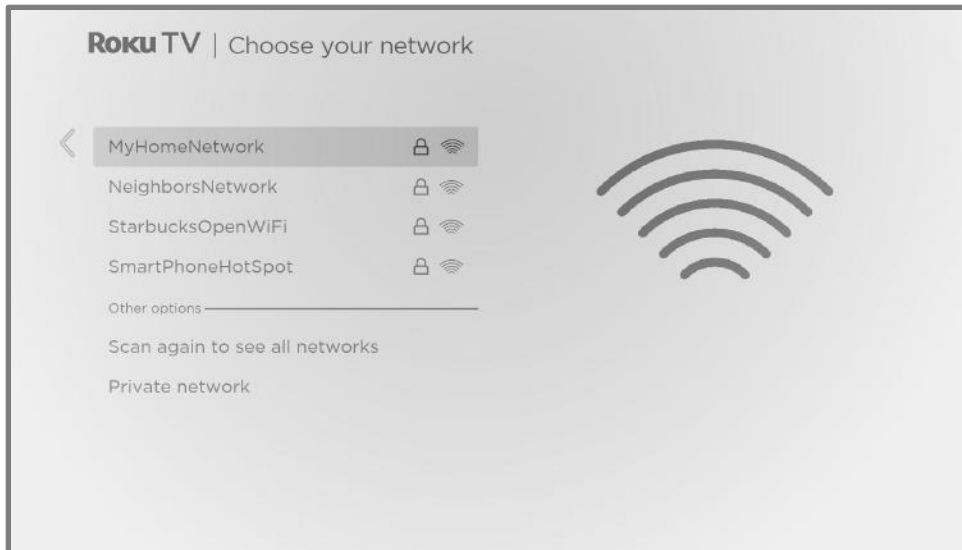 Roku TV | Choose your network
MyHomeNetwork
NeighborsNetwork
StarbucksOpenWiFi
SmartPhoneHotSpot
Other options
Scan again to see all networks
Private network